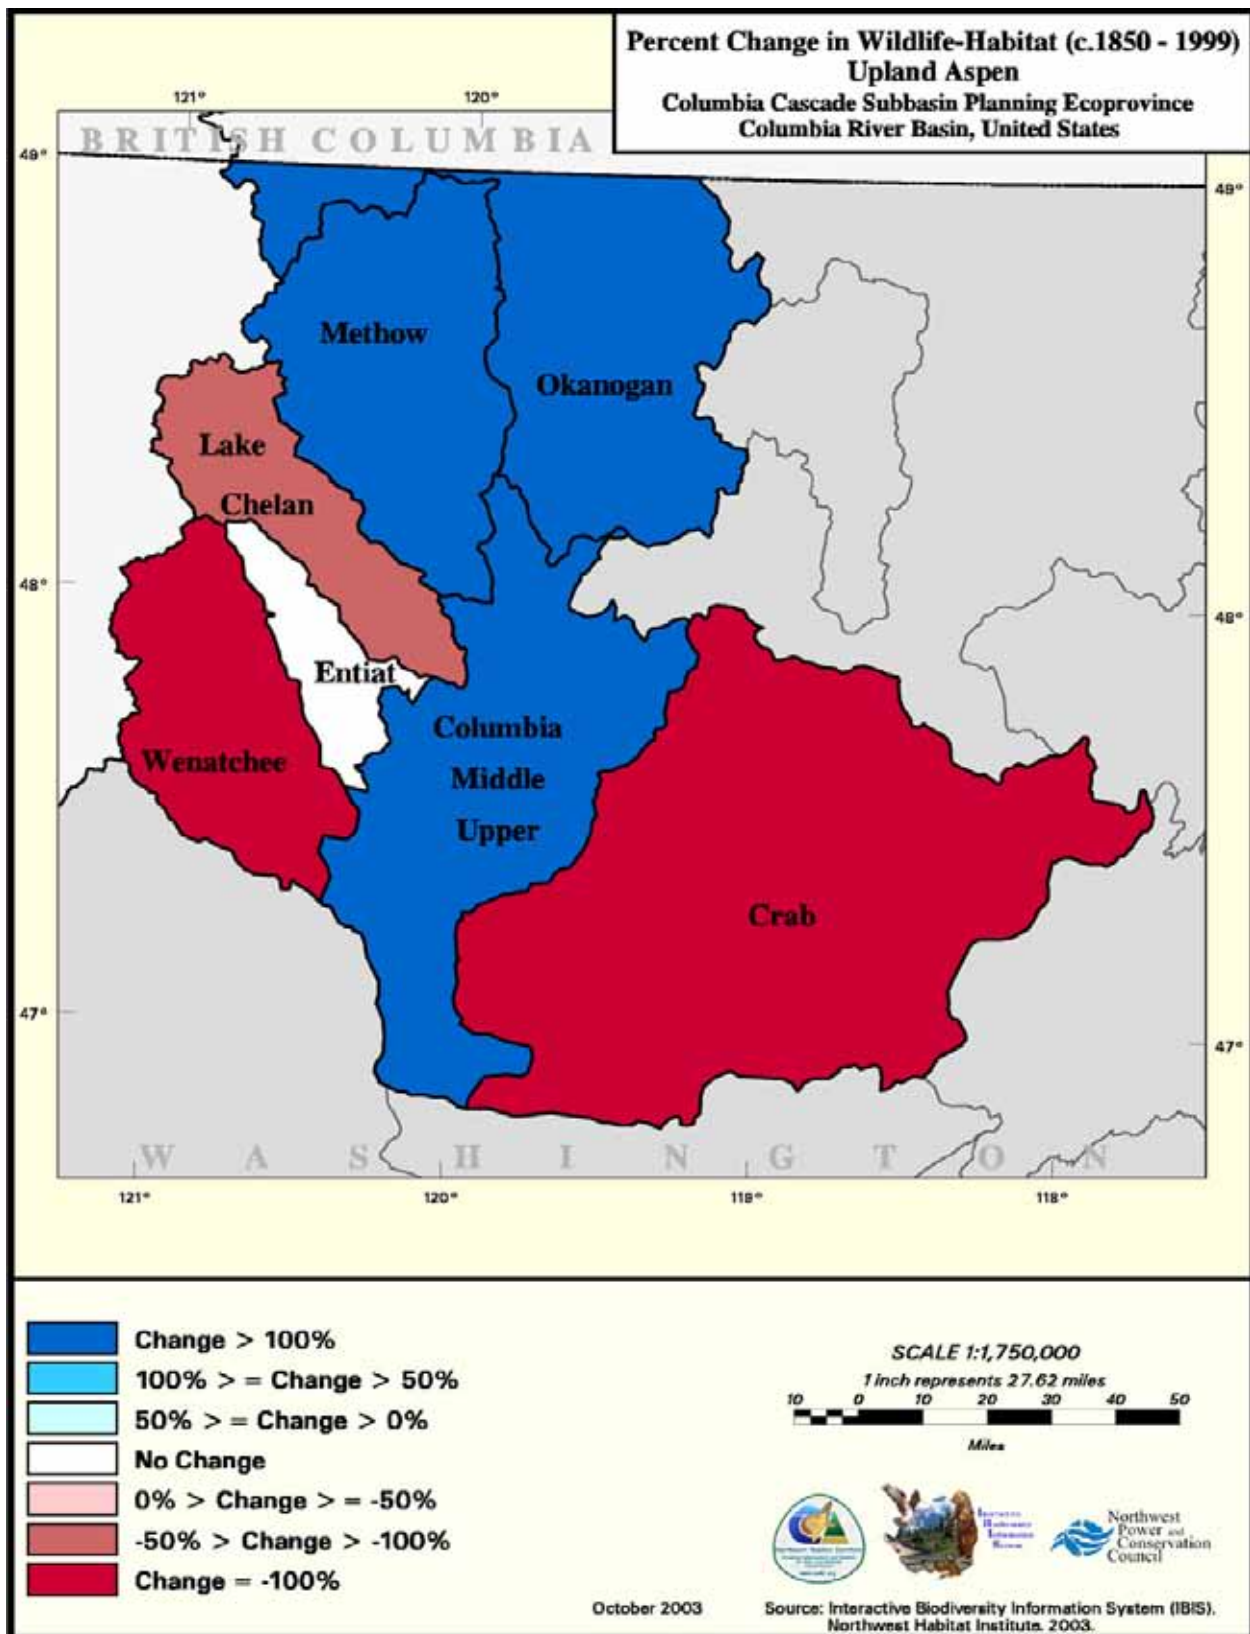 Percent Change in Wildlife-Habitat (c.1850 - 1999)
Upland Aspen
Columbia Cascade Subbasin Planning Ecoprovince
Columbia River Basin, United States
121° 120°
BRITISH COLUMBIA
49° 49°
Methow
Okanogan
Lake
Chelan
48° 48°
Entiat
Columbia
Wenatchee
Middle
Upper
Crab
47° 47°
WASHINGTON
121° 120° 119° 118°
Change > 100%
100% > = Change > 50%
50% > = Change > 0%
No Change
0% > Change > = -50%
-50% > Change > -100%
Change = -100%
SCALE 1:1,750,000
1 inch represents 27.62 miles
10 0 10 20 30 40 50
Miles
Interactive
Biodiversity
Information
System
Northwest
Power and
Conservation
Council
October 2003
Source: Interactive Biodiversity Information System (IBIS).
Northwest Habitat Institute. 2003.